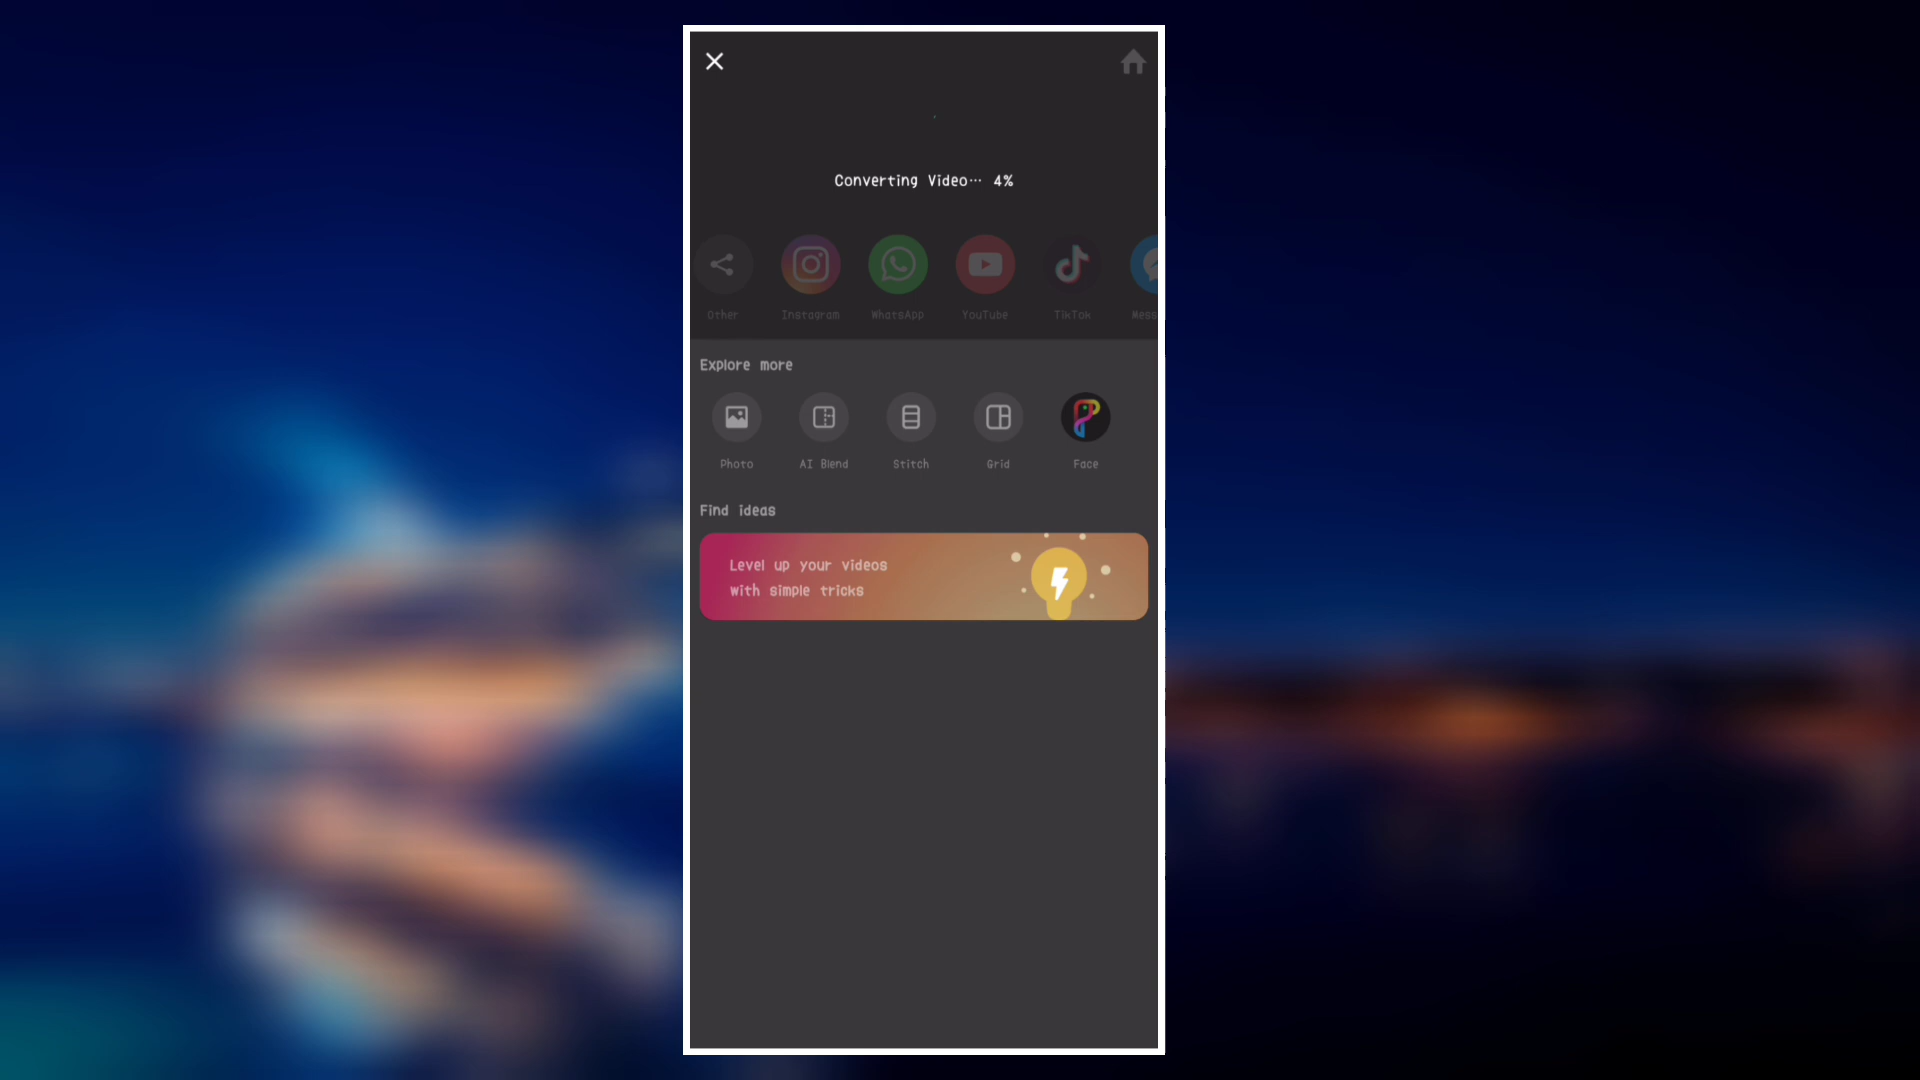 Converting Video··· 4%
Other Instagram WhatsApp YouTube TikTok Mess
Explore more
Photo AI Blend Stitch Grid Face
Find ideas
Level up your videos
with simple tricks